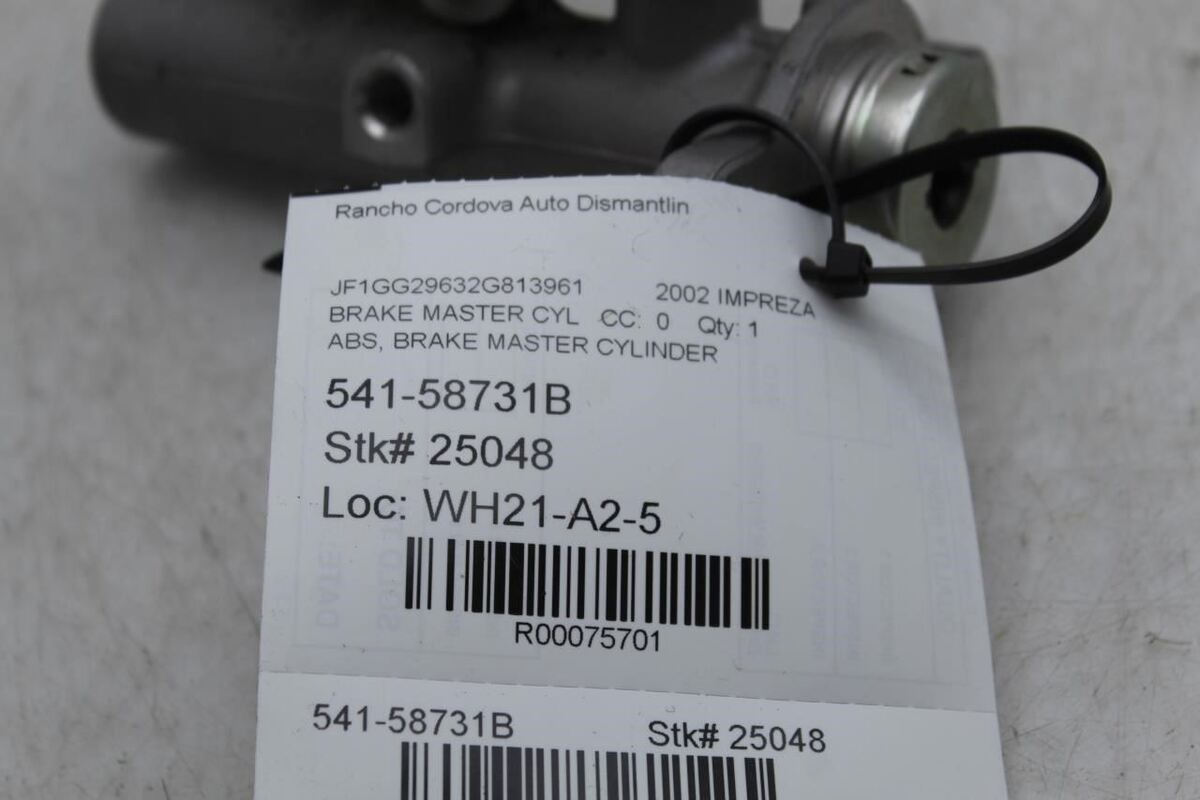 Rancho Cordova Auto Dismantlin
JF1GG29632G813961 2002 IMPREZA
BRAKE MASTER CYL CC: 0 Qty: 1
ABS, BRAKE MASTER CYLINDER
541-58731B
Stk# 25048
Loc: WH21-A2-5
R00075701
541-58731B Stk# 25048